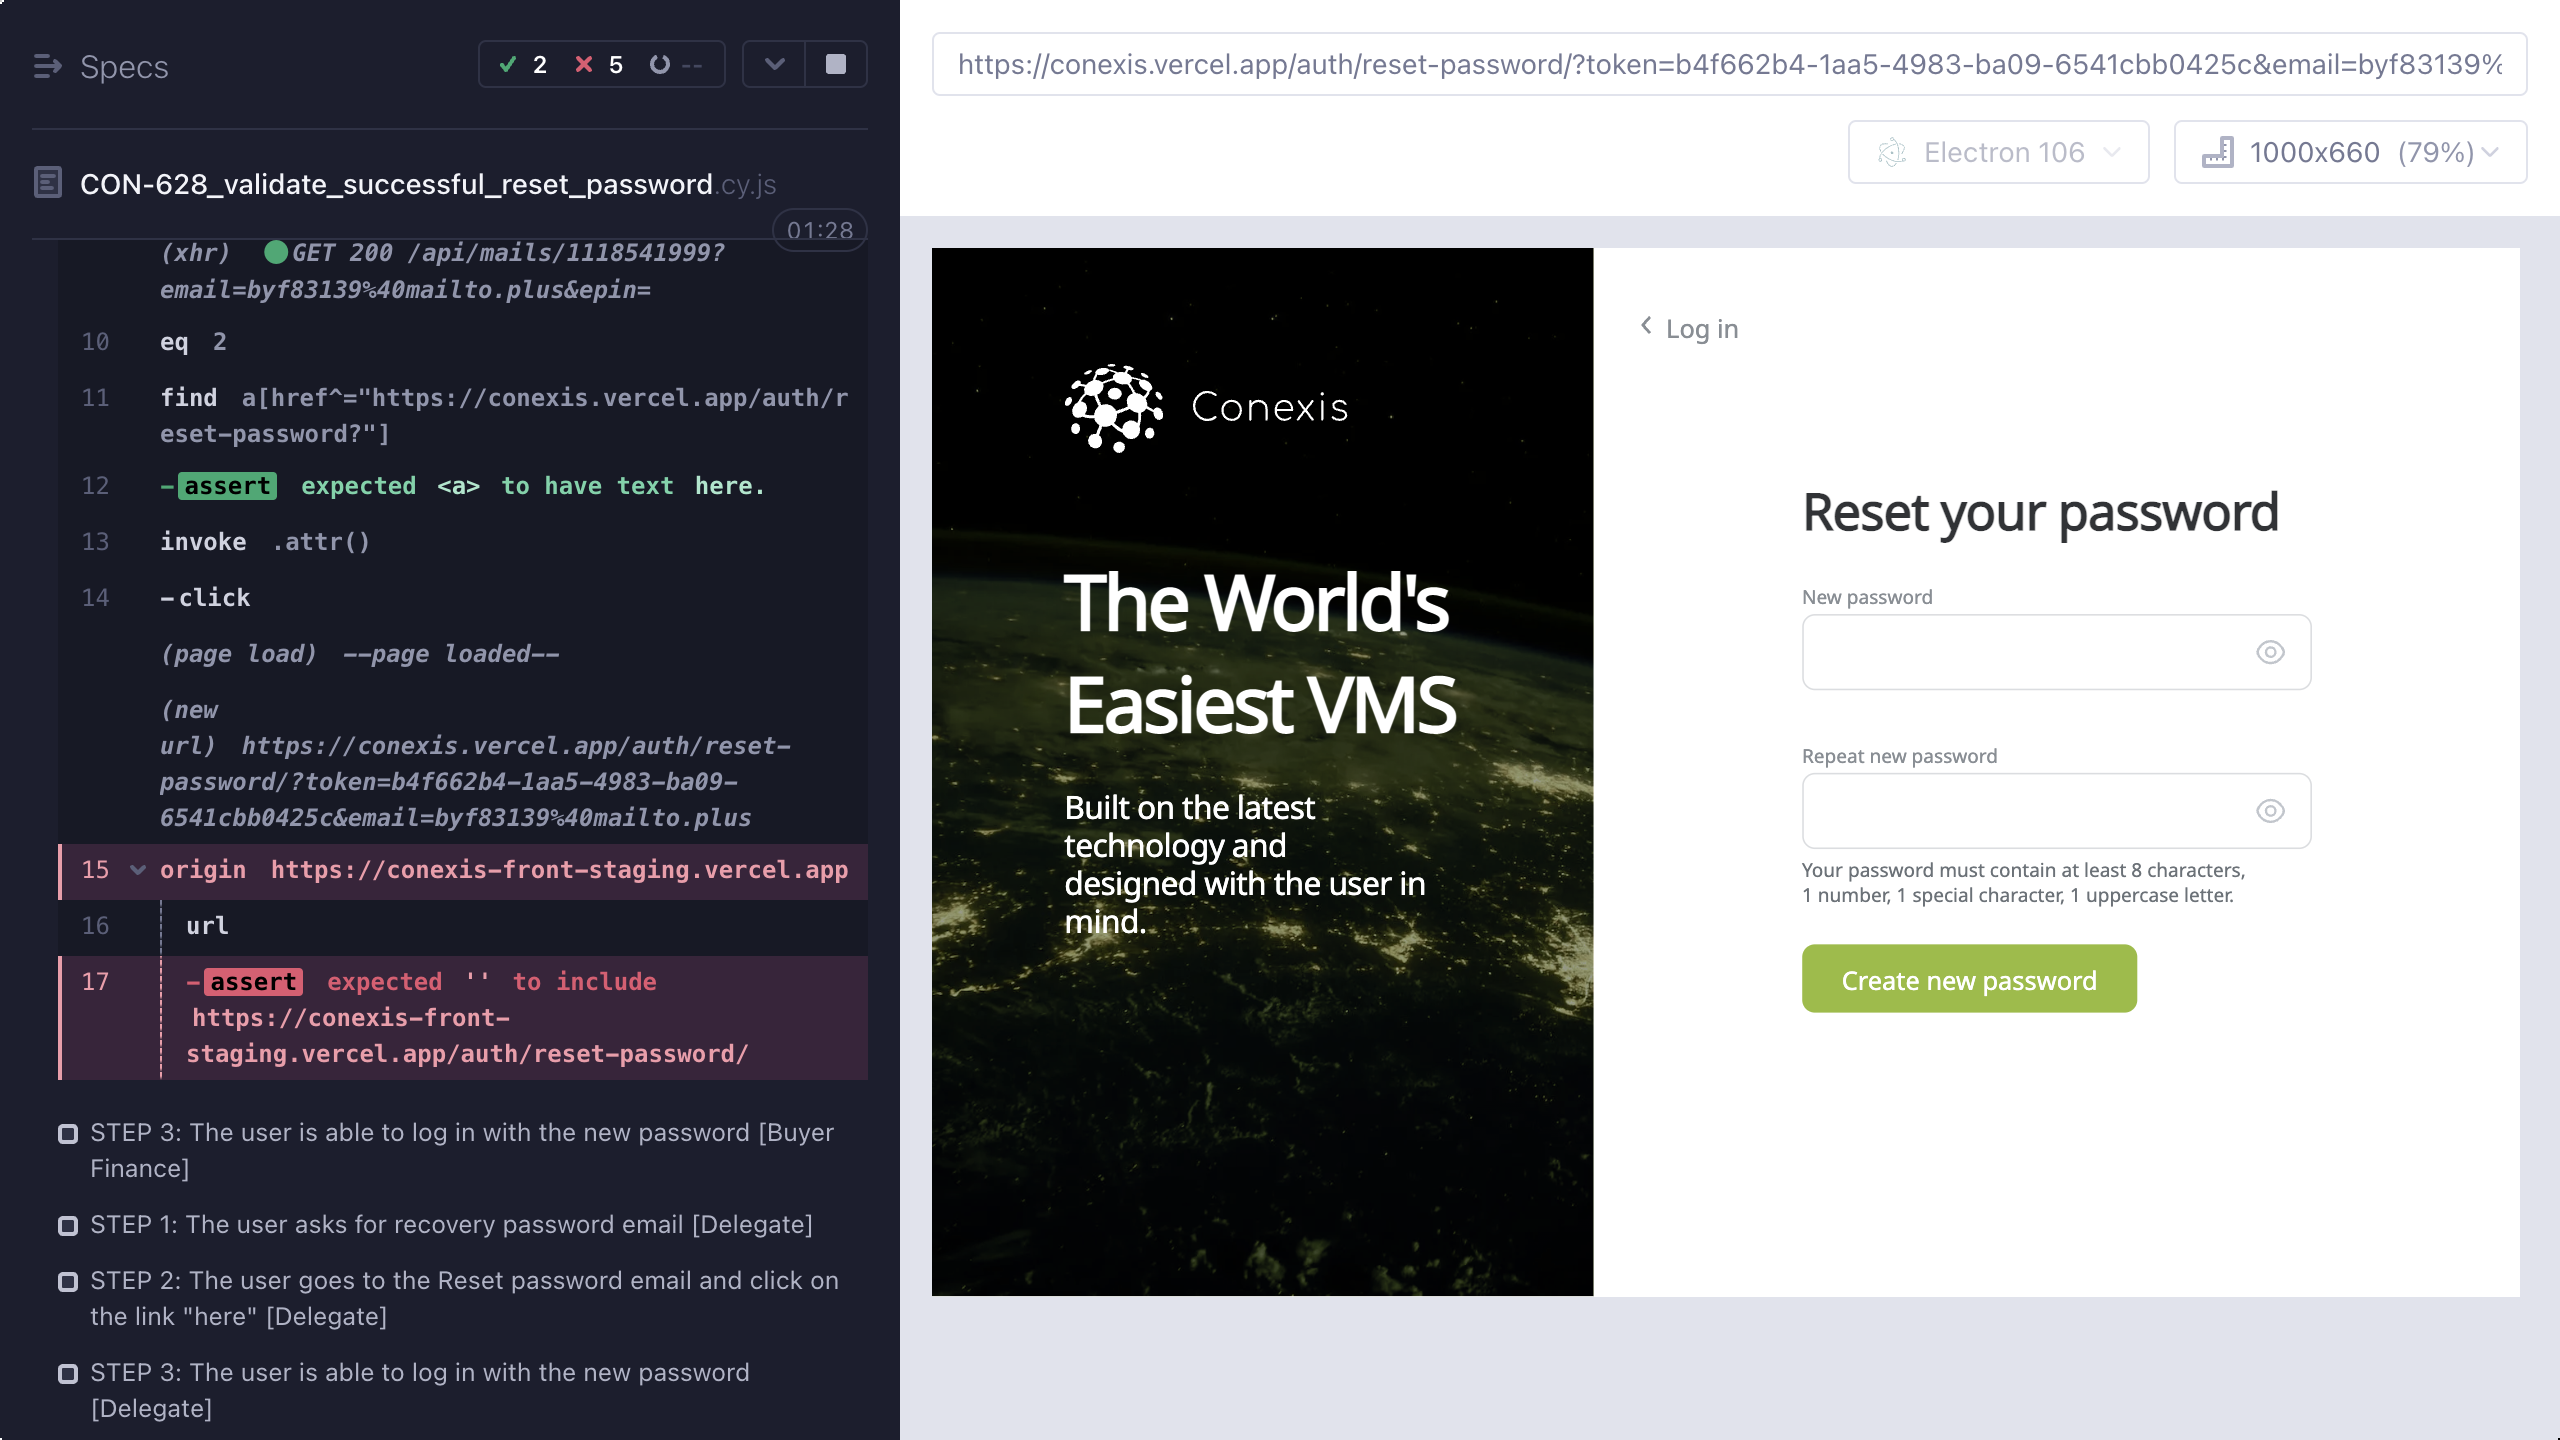 Specs
2
5
--
CON-628_validate_successful_reset_password.cy.js
01:28
(xhr) GET 200 /api/mails/1118541999?
email=byf83139%40mailto.plus&epin=
10 eq 2
11 find a[href^="https://conexis.vercel.app/auth/r
eset-password?"]
12 -assert expected <a> to have text here.
13 invoke .attr()
14 -click
(page load) --page loaded--
(new
url) https://conexis.vercel.app/auth/reset-
password/?token=b4f662b4-1aa5-4983-ba09-
6541cbb0425c&email=byf83139%40mailto.plus
15 origin https://conexis-front-staging.vercel.app
16 url
17 -assert expected '' to include
https://conexis-front-
staging.vercel.app/auth/reset-password/
STEP 3: The user is able to log in with the new password [Buyer
Finance]
STEP 1: The user asks for recovery password email [Delegate]
STEP 2: The user goes to the Reset password email and click on
the link "here" [Delegate]
STEP 3: The user is able to log in with the new password
[Delegate]
https://conexis.vercel.app/auth/reset-password/?token=b4f662b4-1aa5-4983-ba09-6541cbb0425c&email=byf83139%
Electron 106
1000x660 (79%)
Conexis
The World's
Easiest VMS
Built on the latest
technology and
designed with the user in
mind.
Log in
Reset your password
New password
Repeat new password
Your password must contain at least 8 characters,
1 number, 1 special character, 1 uppercase letter.
Create new password